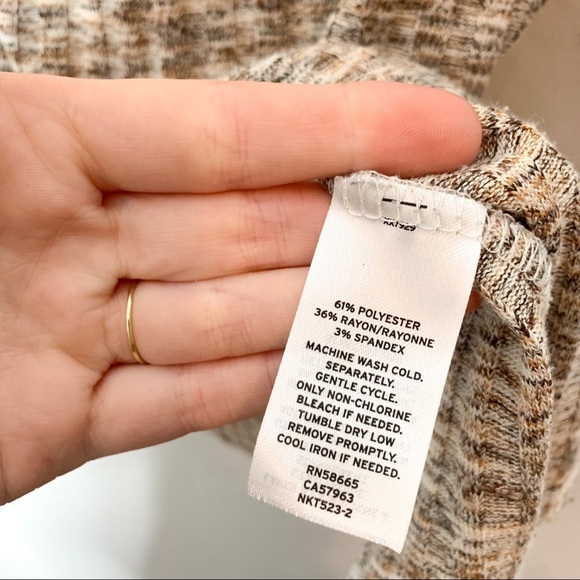 61% POLYESTER
36% RAYON/RAYONNE
3% SPANDEX
MACHINE WASH COLD.
SEPARATELY.
GENTLE CYCLE.
ONLY NON-CHLORINE
BLEACH IF NEEDED.
TUMBLE DRY LOW
REMOVE PROMPTLY.
COOL IRON IF NEEDED.
RN58665
CA57963
NKT523-2